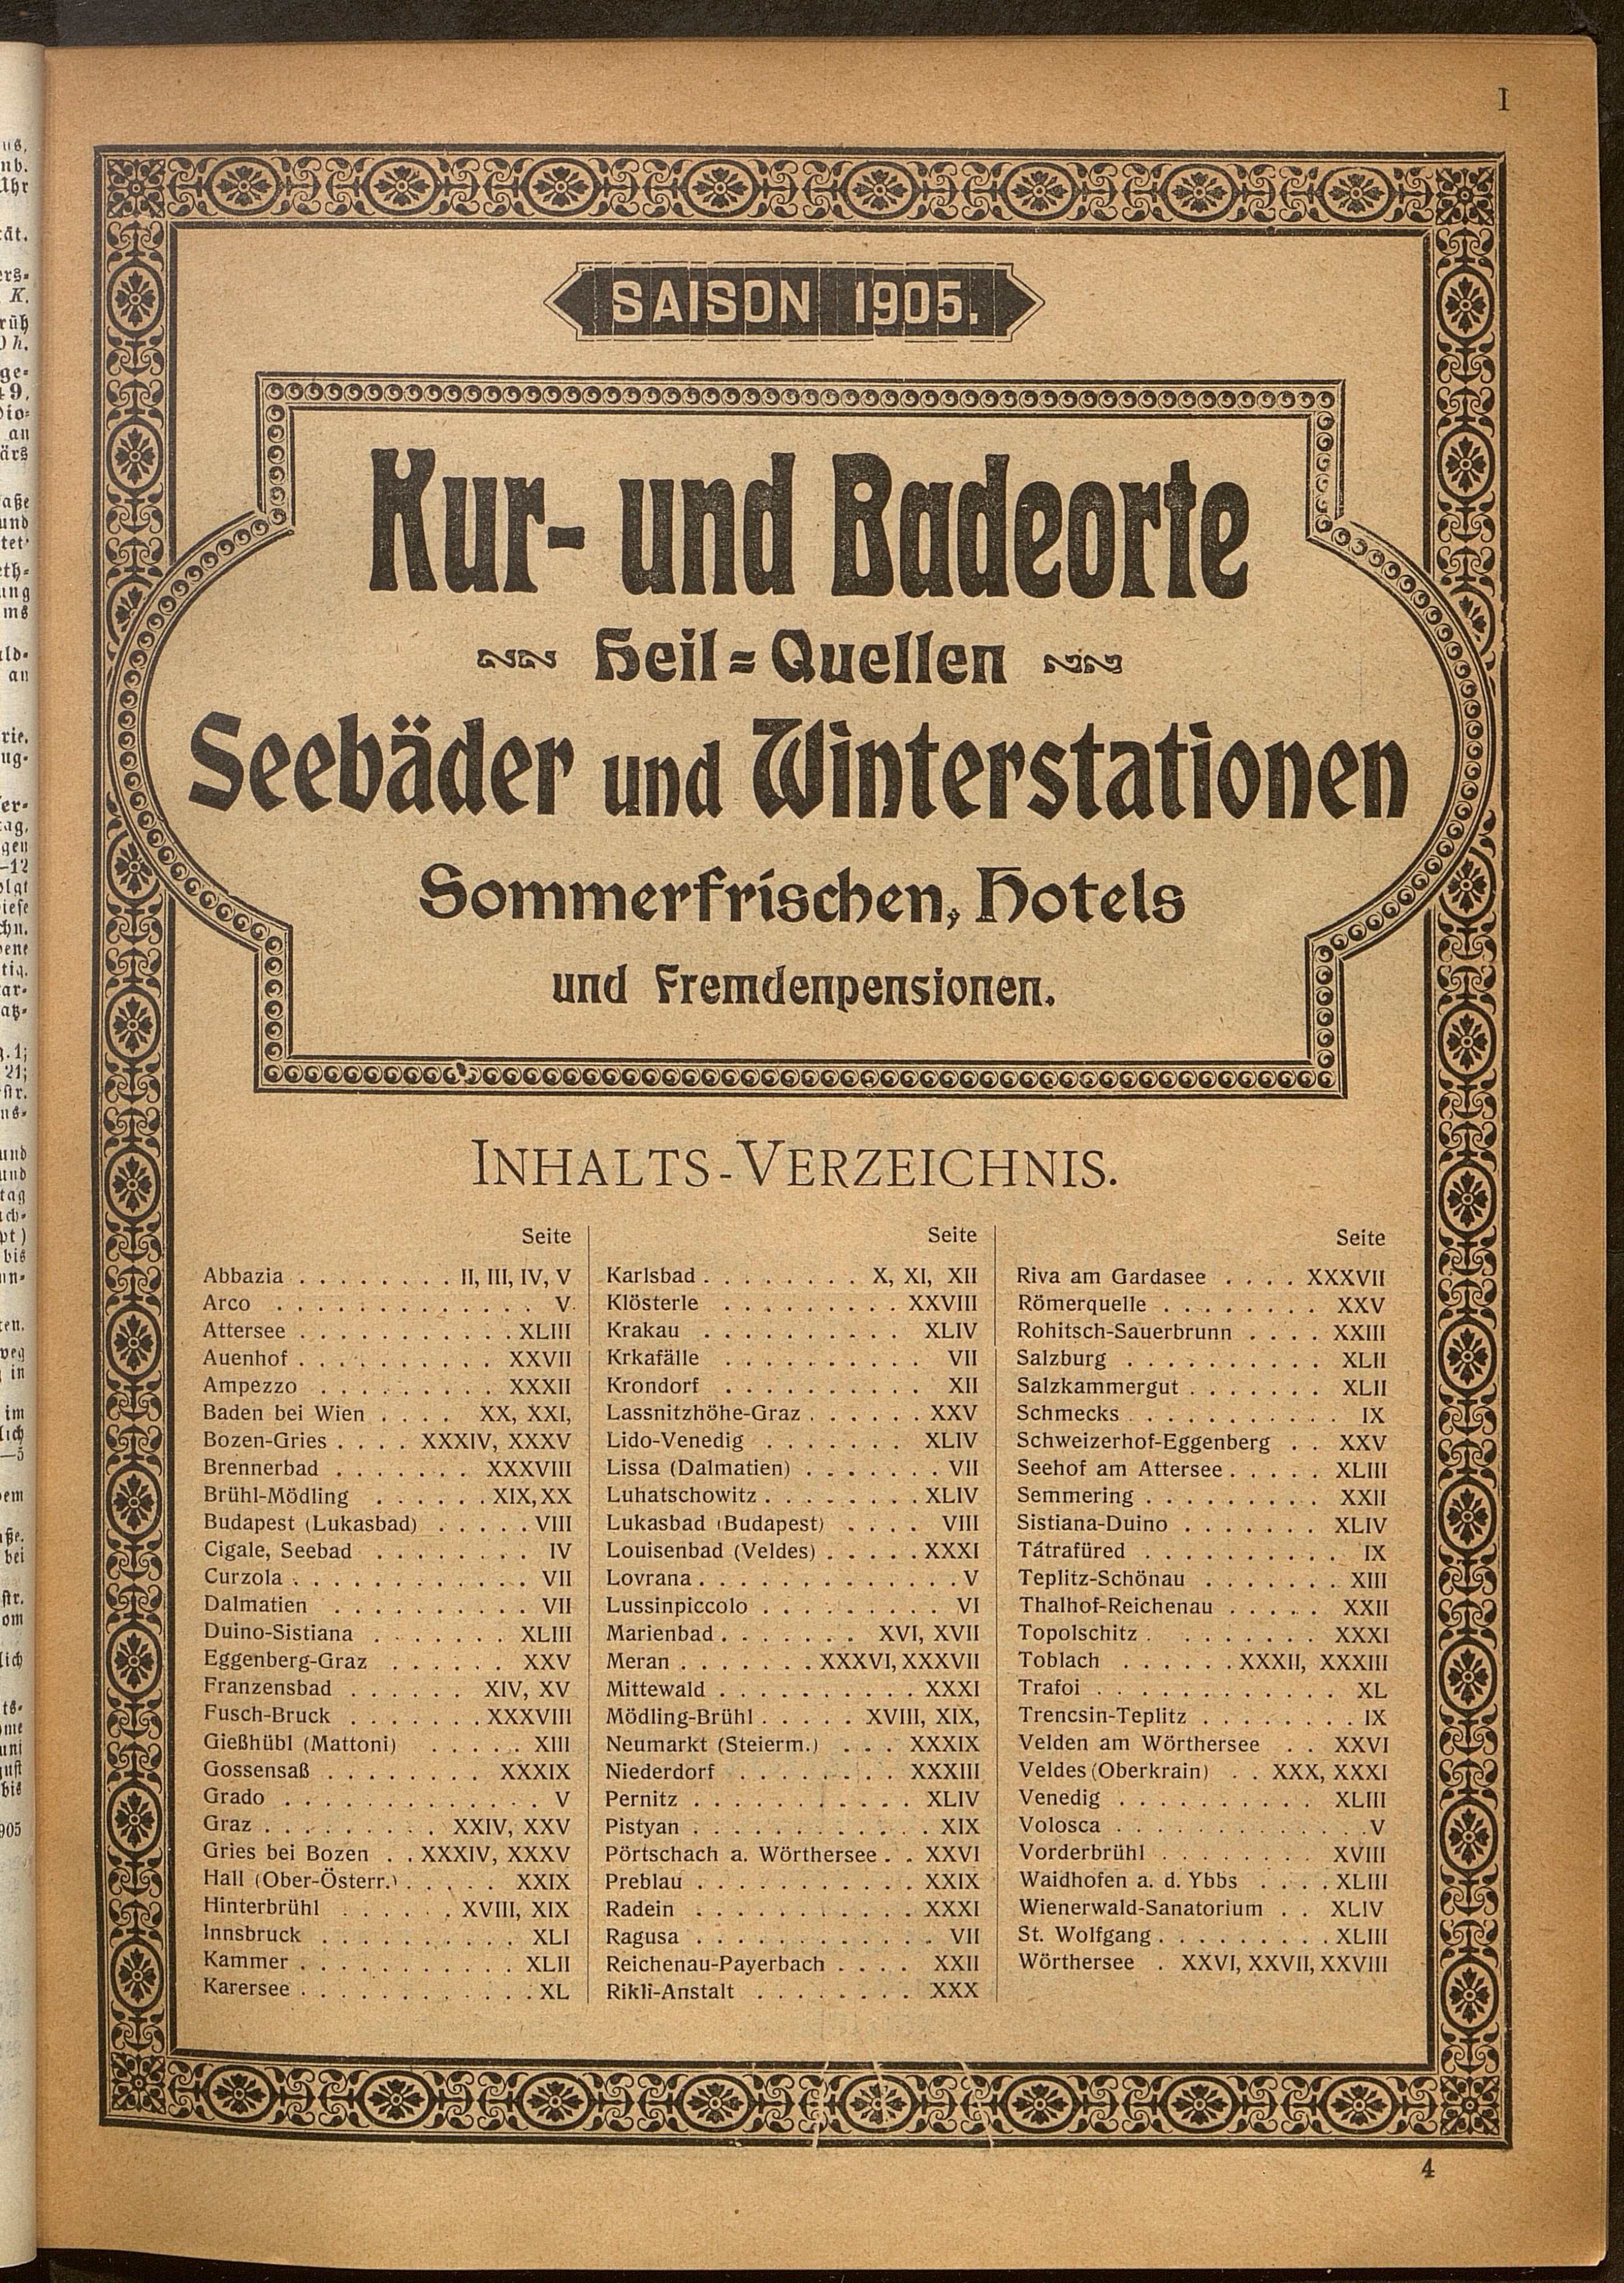 I
SAISON 1905.
Kur- und Badeorte
Heil=Quellen
Seebäder und Winterstationen
Sommerfrischen, Hotels
und Fremdenpensionen.
INHALTS-VERZEICHNIS.
Seite
Abbazia . . . . . . . . II, III, IV, V
Arco . . . . . . . . . . . . . V
Attersee . . . . . . . . . . . XLIII
Auenhof . . . . . . . . . . XXVII
Ampezzo . . . . . . . . . XXXII
Baden bei Wien . . . . XX, XXI,
Bozen-Gries . . . . XXXIV, XXXV
Brennerbad . . . . . . . XXXVIII
Brühl-Mödling . . . . . . XIX, XX
Budapest (Lukasbad) . . . . . VIII
Cigale, Seebad . . . . . . . . IV
Curzola . . . . . . . . . . . . VII
Dalmatien . . . . . . . . . . VII
Duino-Sistiana . . . . . . . XLIII
Eggenberg-Graz . . . . . . XXV
Franzensbad . . . . . . XIV, XV
Fusch-Bruck . . . . . . . XXXVIII
Gießhübl (Mattoni) . . . . . XIII
Gossensaß . . . . . . . . XXXIX
Grado . . . . . . . . . . . . . V
Graz . . . . . . . . . XXIV, XXV
Gries bei Bozen . . XXXIV, XXXV
Hall (Ober-Österr.) . . . . . XXIX
Hinterbrühl . . . . . . XVIII, XIX
Innsbruck . . . . . . . . . . XLI
Kammer . . . . . . . . . . . XLII
Karersee . . . . . . . . . . . . XL
Seite
Karlsbad . . . . . . . . X, XI, XII
Klösterle . . . . . . . . . XXVIII
Krakau . . . . . . . . . . XLIV
Krkafälle . . . . . . . . . . VII
Krondorf . . . . . . . . . . XII
Lassnitzhöhe-Graz . . . . . . XXV
Lido-Venedig . . . . . . . XLIV
Lissa (Dalmatien) . . . . . . . VII
Luhatschowitz . . . . . . . . XLIV
Lukasbad (Budapest) . . . . VIII
Louisenbad (Veldes) . . . . . XXXI
Lovrana . . . . . . . . . . . . . V
Lussinpiccolo . . . . . . . . . VI
Marienbad . . . . . . . XVI, XVII
Meran . . . . . . . XXXVI, XXXVII
Mittewald . . . . . . . . . . XXXI
Mödling-Brühl . . . . . XVIII, XIX,
Neumarkt (Steierm.) . . . XXXIX
Niederdorf . . . . . . . . XXXIII
Pernitz . . . . . . . . . . . XLIV
Pistyan . . . . . . . . . . . . XIX
Pörtschach a. Wörthersee . . XXVI
Preblau . . . . . . . . . . . XXIX
Radein . . . . . . . . . . . XXXI
Ragusa . . . . . . . . . . . . VII
Reichenau-Payerbach . . . . XXII
Rikli-Anstalt . . . . . . . . XXX
Seite
Riva am Gardasee . . . . XXXVII
Römerquelle . . . . . . . . XXV
Rohitsch-Sauerbrunn . . . . XXIII
Salzburg . . . . . . . . . . XLII
Salzkammergut . . . . . . . XLII
Schmecks . . . . . . . . . . . IX
Schweizerhof-Eggenberg . . XXV
Seehof am Attersee . . . . . XLIII
Semmering . . . . . . . . . XXII
Sistiana-Duino . . . . . . . XLIV
Tátrafüred . . . . . . . . . . IX
Teplitz-Schönau . . . . . . . XIII
Thalhof-Reichenau . . . . . XXII
Topolschitz . . . . . . . . XXXI
Toblach . . . . . . XXXII, XXXIII
Trafoi . . . . . . . . . . . . XL
Trencsin-Teplitz . . . . . . . . IX
Velden am Wörthersee . . XXVI
Veldes (Oberkrain) . . XXX, XXXI
Venedig . . . . . . . . . . XLIII
Volosca . . . . . . . . . . . . . V
Vorderbrühl . . . . . . . . XVIII
Waidhofen a. d. Ybbs . . . . XLIII
Wienerwald-Sanatorium . . XLIV
St. Wolfgang . . . . . . . . . XLIII
Wörthersee . XXVI, XXVII, XXVIII
4